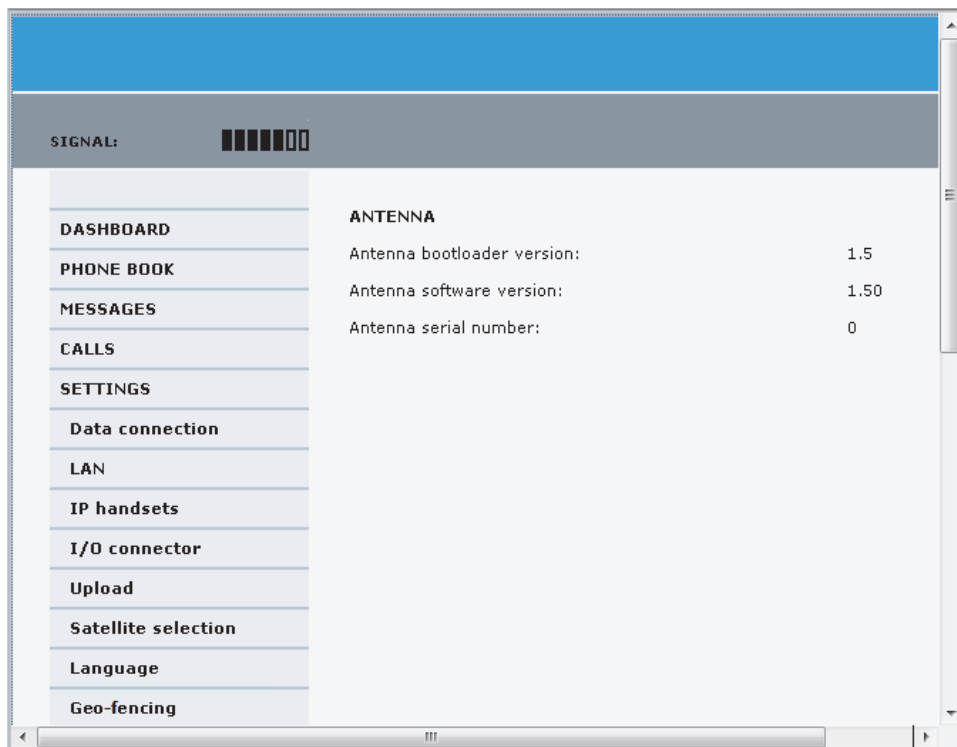 SIGNAL:
DASHBOARD
PHONE BOOK
MESSAGES
CALLS
SETTINGS
Data connection
LAN
IP handsets
I/O connector
Upload
Satellite selection
Language
Geo-fencing
ANTENNA
Antenna bootloader version: 1.5
Antenna software version: 1.50
Antenna serial number: 0